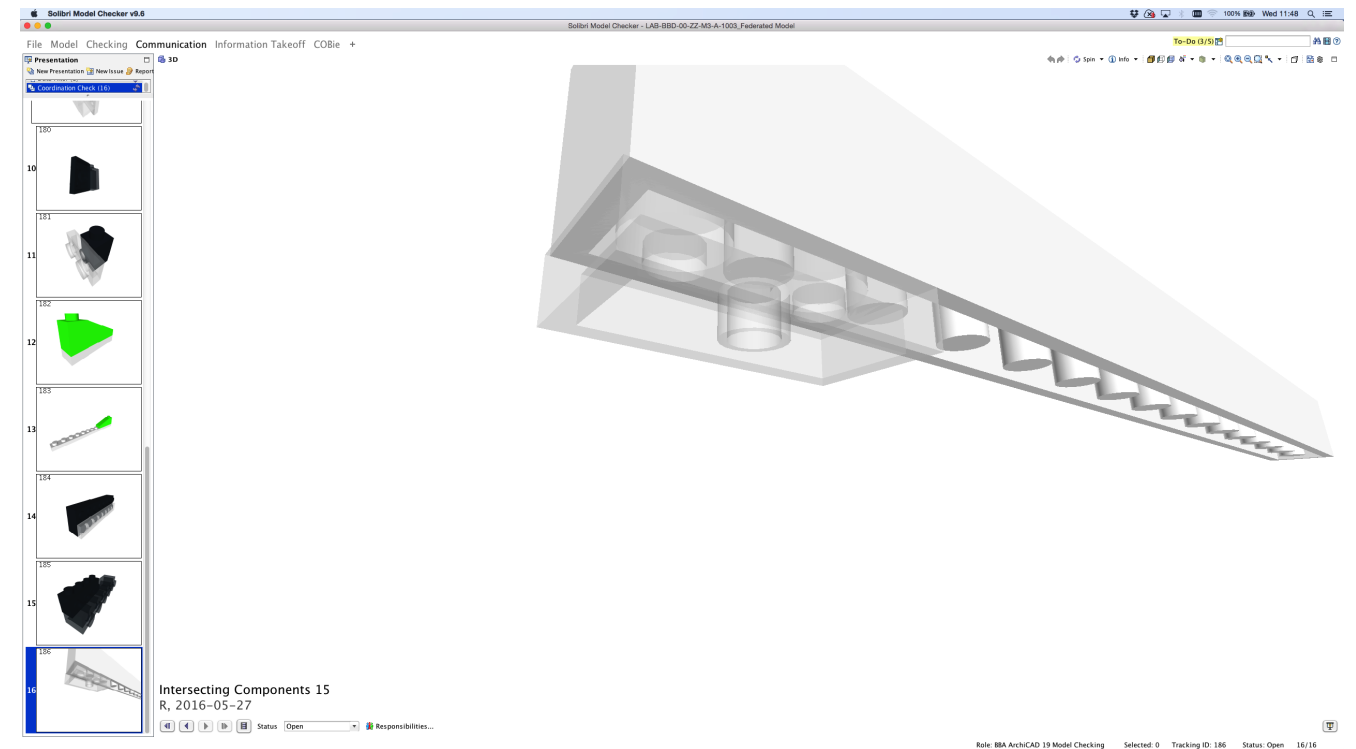 Solibri Model Checker v9.6
100% Wed 11:48
Solibri Model Checker - LAB-BBD-00-ZZ-M3-A-1003_Federated Model
File Model Checking Communication Information Takeoff COBie +
To-Do (3/5)
Presentation
3D
Spin Info
New Presentation New Issue Report
Coordination Check (16)
180
10
181
11
182
12
183
13
184
14
185
15
186
16
Intersecting Components 15
R, 2016-05-27
Status Open Responsibilities...
Role: BBA ArchiCAD 19 Model Checking Selected: 0 Tracking ID: 186 Status: Open 16/16